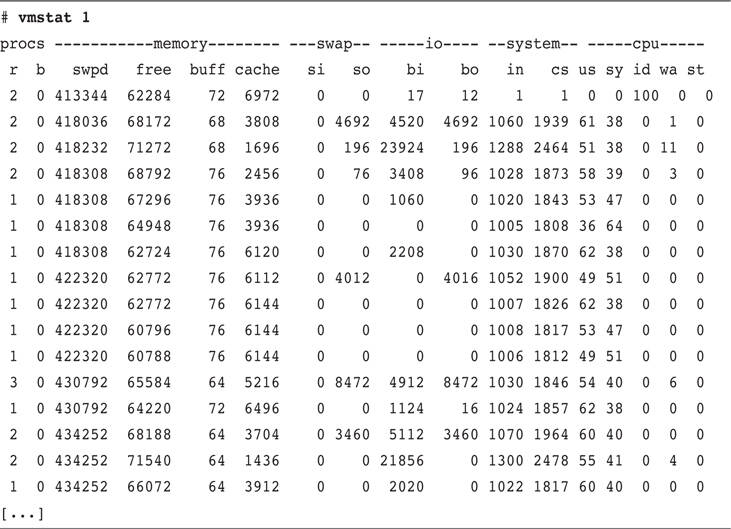 # vmstat 1
procs -----------memory-------- ---swap-- -----io---- --system-- -----cpu-----
r b swpd free buff cache si so bi bo in cs us sy id wa st
2 0 413344 62284 72 6972 0 0 17 12 1 1 0 0 100 0 0
2 0 418036 68172 68 3808 0 4692 4520 4692 1060 1939 61 38 0 1 0
2 0 418232 71272 68 1696 0 196 23924 196 1288 2464 51 38 0 11 0
2 0 418308 68792 76 2456 0 76 3408 96 1028 1873 58 39 0 3 0
1 0 418308 67296 76 3936 0 0 1060 0 1020 1843 53 47 0 0 0
1 0 418308 64948 76 3936 0 0 0 0 1005 1808 36 64 0 0 0
1 0 418308 62724 76 6120 0 0 2208 0 1030 1870 62 38 0 0 0
1 0 422320 62772 76 6112 0 4012 0 4016 1052 1900 49 51 0 0 0
1 0 422320 62772 76 6144 0 0 0 0 1007 1826 62 38 0 0 0
1 0 422320 60796 76 6144 0 0 0 0 1008 1817 53 47 0 0 0
1 0 422320 60788 76 6144 0 0 0 0 1006 1812 49 51 0 0 0
3 0 430792 65584 64 5216 0 8472 4912 8472 1030 1846 54 40 0 6 0
1 0 430792 64220 72 6496 0 0 1124 16 1024 1857 62 38 0 0 0
2 0 434252 68188 64 3704 0 3460 5112 3460 1070 1964 60 40 0 0 0
2 0 434252 71540 64 1436 0 0 21856 0 1300 2478 55 41 0 4 0
1 0 434252 66072 64 3912 0 0 2020 0 1022 1817 60 40 0 0 0
[...]